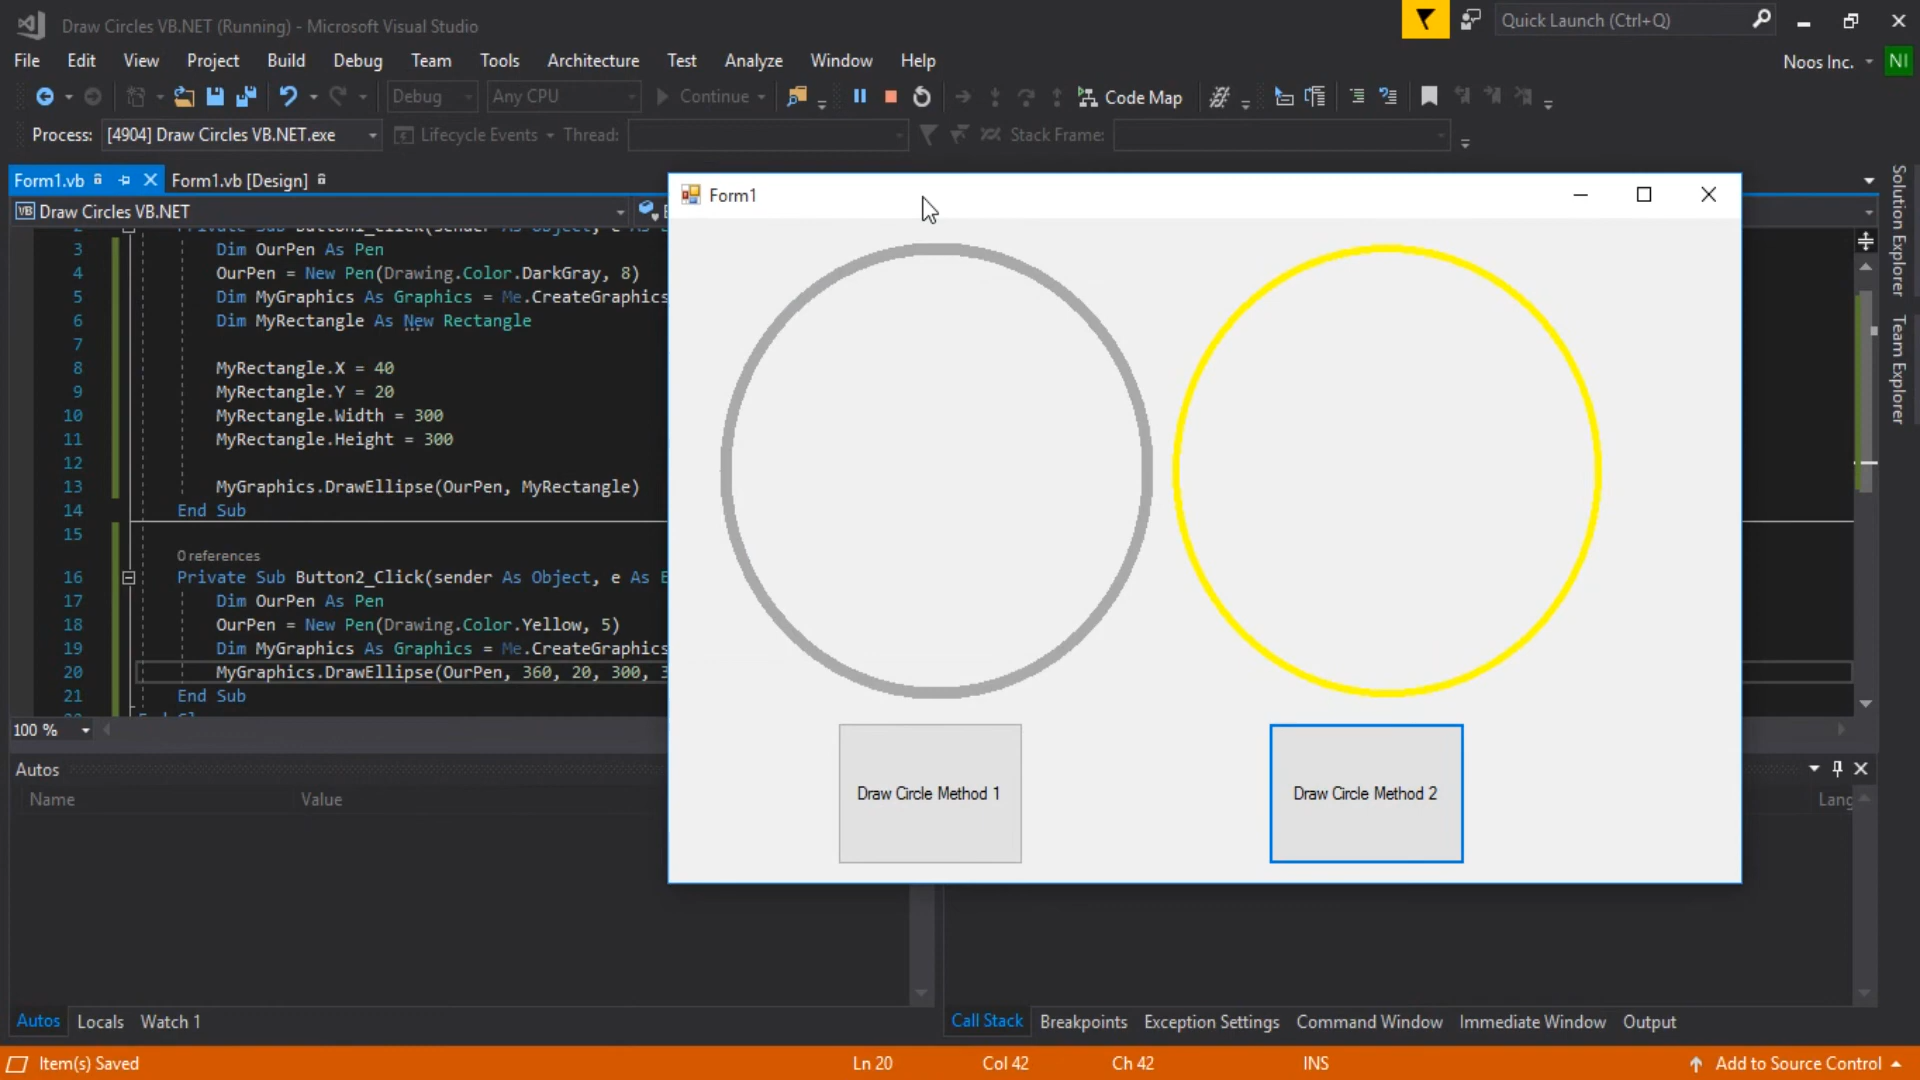 Draw Circles VB.NET (Running) - Microsoft Visual Studio
Quick Launch (Ctrl+Q)
File Edit View Project Build Debug Team Tools Architecture Test Analyze Window Help
Noos Inc. NI
Debug Any CPU Continue Code Map
Process: [4904] Draw Circles VB.NET.exe Lifecycle Events Thread: Stack Frame:
Form1.vb Form1.vb [Design]
VB Draw Circles VB.NET
Form1
3 Dim OurPen As Pen
4 OurPen = New Pen(Drawing.Color.DarkGray, 8)
5 Dim MyGraphics As Graphics = Me.CreateGraphics
6 Dim MyRectangle As New Rectangle
7
8 MyRectangle.X = 40
9 MyRectangle.Y = 20
10 MyRectangle.Width = 300
11 MyRectangle.Height = 300
12
13 MyGraphics.DrawEllipse(OurPen, MyRectangle)
14 End Sub
15
0 references
16 Private Sub Button2_Click(sender As Object, e As E
17 Dim OurPen As Pen
18 OurPen = New Pen(Drawing.Color.Yellow, 5)
19 Dim MyGraphics As Graphics = Me.CreateGraphics
20 MyGraphics.DrawEllipse(OurPen, 360, 20, 300, 3
21 End Sub
100 %
Draw Circle Method 1
Draw Circle Method 2
Solution Explorer
Team Explorer
Autos
Name Value
Lang
Autos Locals Watch 1
Call Stack Breakpoints Exception Settings Command Window Immediate Window Output
Item(s) Saved Ln 20 Col 42 Ch 42 INS Add to Source Control